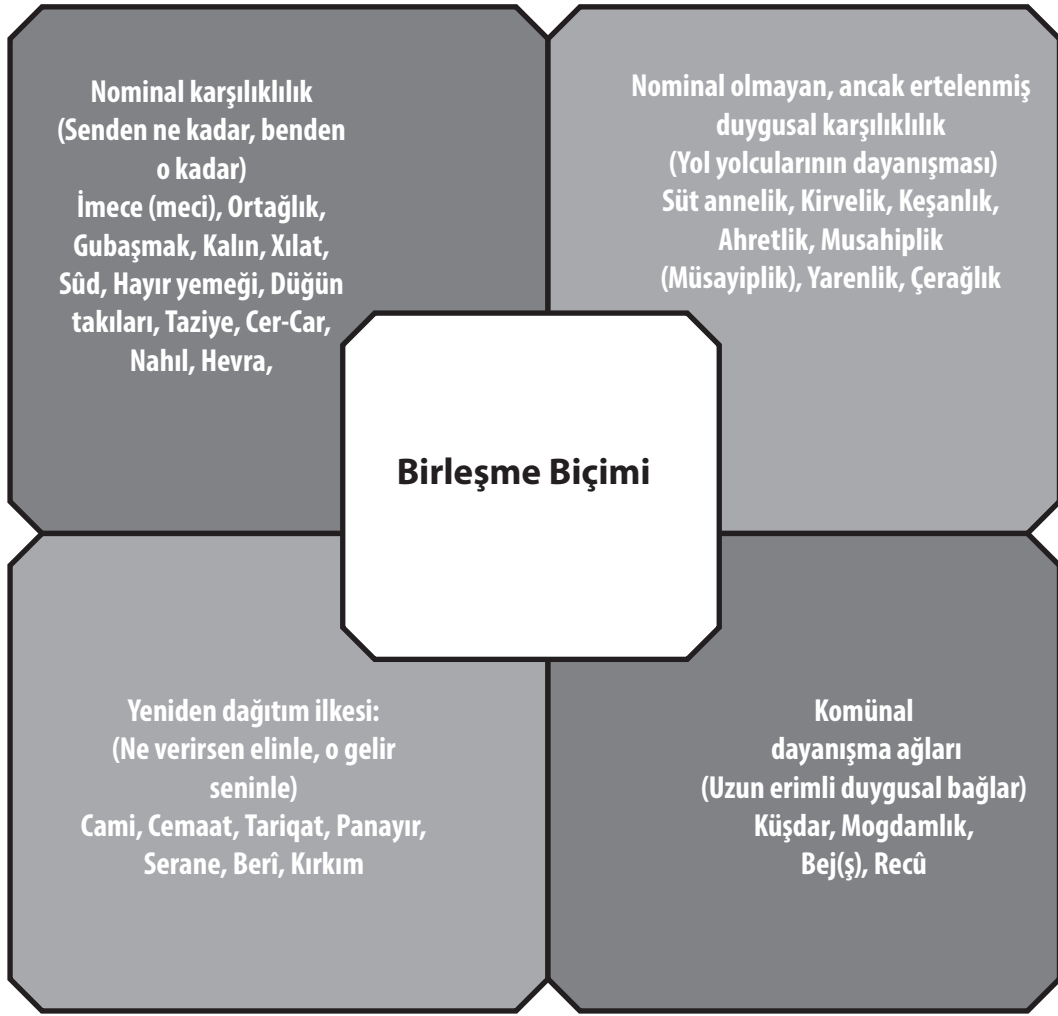 Nominal karşılıklılık
(Senden ne kadar, benden
o kadar)
İmece (meci), Ortağlık,
Gubaşmak, Kalın, Xılat,
Sûd, Hayır yemeği, Düğün
takıları, Taziye, Cer-Car,
Nahıl, Hevra,
Nominal olmayan, ancak ertelenmiş
duygusal karşılıklılık
(Yol yolcularının dayanışması)
Süt annelik, Kirvelik, Keşanlık,
Ahretlik, Musahiplik
(Müsayiplik), Yarenlik, Çerağlık
Birleşme Biçimi
Yeniden dağıtım ilkesi:
(Ne verirsen elinle, o gelir
seninle)
Cami, Cemaat, Tariqat, Panayır,
Serane, Berî, Kırkım
Komünal
dayanışma ağları
(Uzun erimli duygusal bağlar)
Küşdar, Mogdamlık,
Bej(ş), Recû